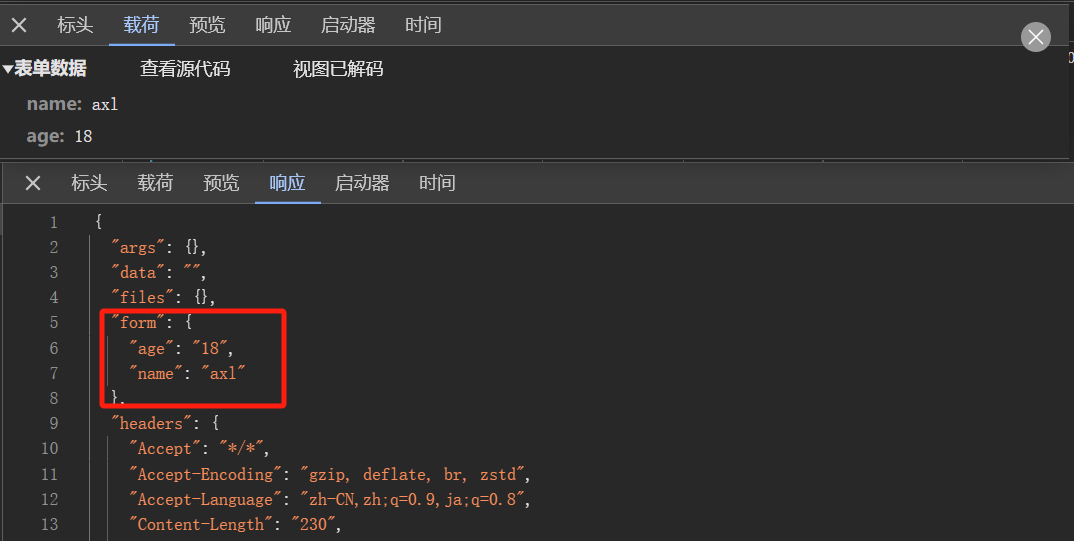 标头 载荷 预览 响应 启动器 时间
▼表单数据 查看源代码 视图已解码
name: axl
age: 18
标头 载荷 预览 响应 启动器 时间
1 {
2 "args": {},
3 "data": "",
4 "files": {},
5 "form": {
6 "age": "18",
7 "name": "axl"
8 },
9 "headers": {
10 "Accept": "*/*",
11 "Accept-Encoding": "gzip, deflate, br, zstd",
12 "Accept-Language": "zh-CN,zh;q=0.9,ja;q=0.8",
13 "Content-Length": "230",